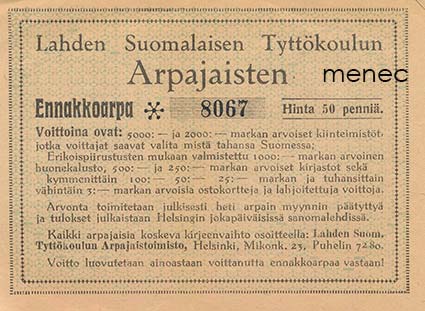 Lahden Suomalaisen Tyttökoulun
Arpajaisten
menec
Ennakkoarpa ✲ 8067 Hinta 50 penniä.
Voittoina ovat: 5000:— ja 2000:— markan arvoiset kiinteimistöt,
jotka voittajat saavat valita mistä tahansa Suomessa;
Erikoispiirustusten mukaan valmistettu 1000:— markan arvoinen
huonekalusto, 500:— ja 250:— markan arvoiset kirjastot sekä
kymmenettäin 100:— 50:— 25:— markan ja tuhansittain
vähintäin 3:— markan arvoisia ostokortteja ja lahjoitettuja voittoja.
Arvonta toimitetaan julkisesti heti arpain myynnin päätyttyä
ja tulokset julkaistaan Helsingin jokapäiväisissä sanomalehdissä.
Kaikki arpajaisia koskeva kirjeenvaihto osoitteella: Lahden Suom.
Tyttökoulun Arpajaistoimisto, Helsinki, Mikonk. 23, Puhelin 7280.
Voitto luovutetaan ainoastaan voittanutta ennakkoarpaa vastaan!